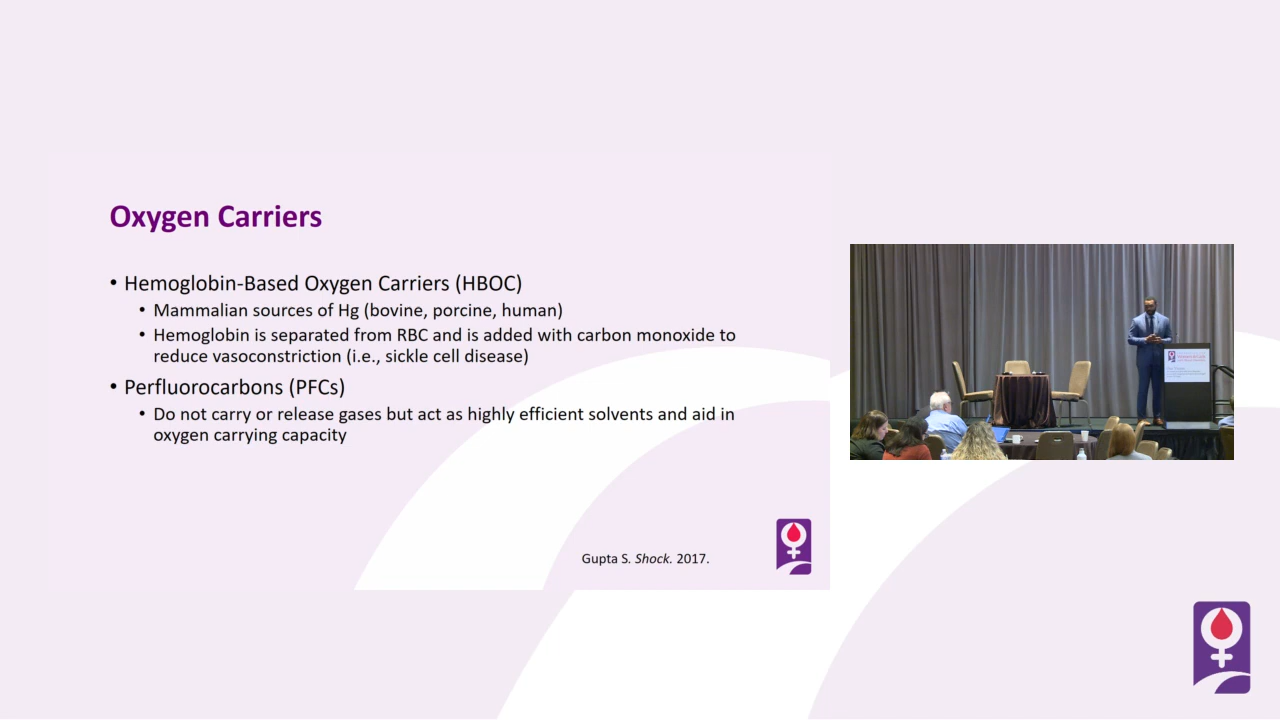 Oxygen Carriers
• Hemoglobin-Based Oxygen Carriers (HBOC)
• Mammalian sources of Hg (bovine, porcine, human)
• Hemoglobin is separated from RBC and is added with carbon monoxide to
reduce vasoconstriction (i.e., sickle cell disease)
• Perfluorocarbons (PFCs)
• Do not carry or release gases but act as highly efficient solvents and aid in
oxygen carrying capacity
Gupta S. Shock. 2017.